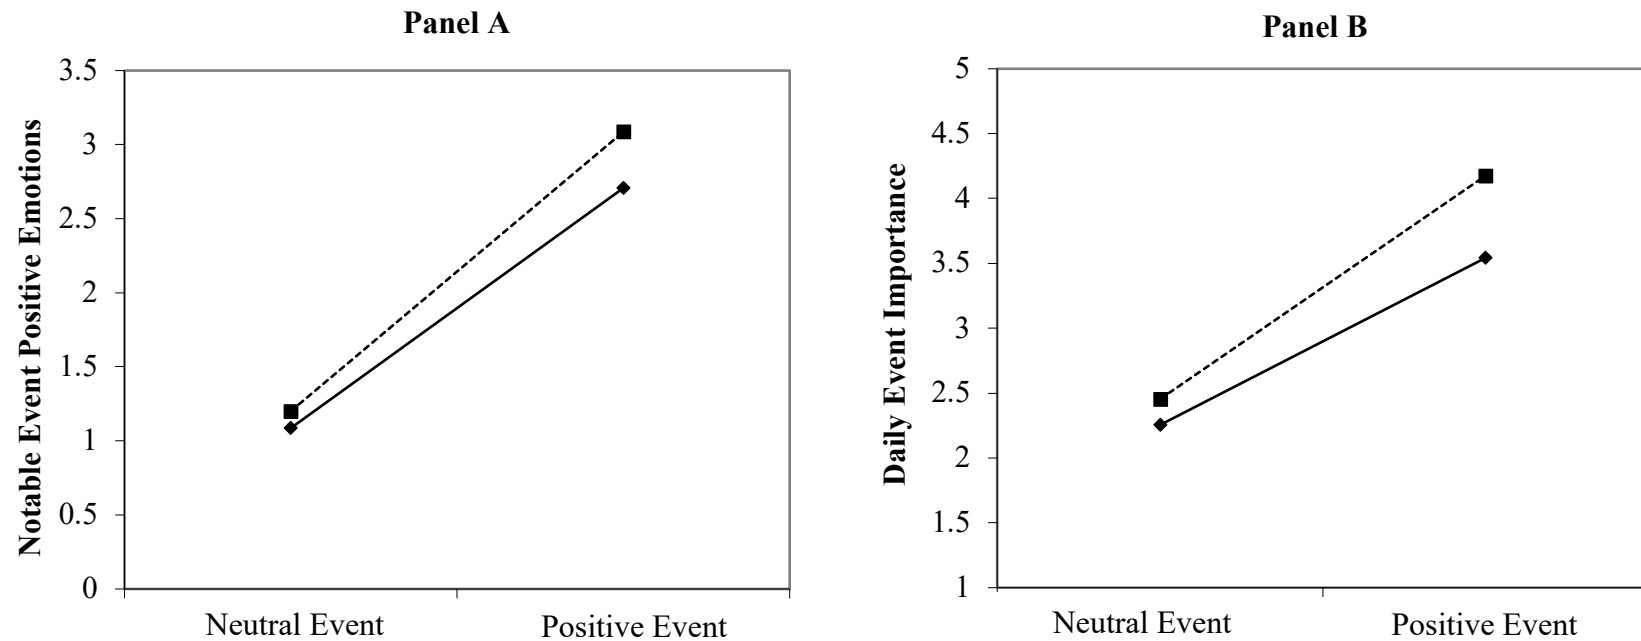 Panel A
Notable Event Positive Emotions
3.5
3
2.5
2
1.5
1
0.5
0
Neutral Event
Positive Event
Panel B
Daily Event Importance
5
4.5
4
3.5
3
2.5
2
1.5
1
Neutral Event
Positive Event